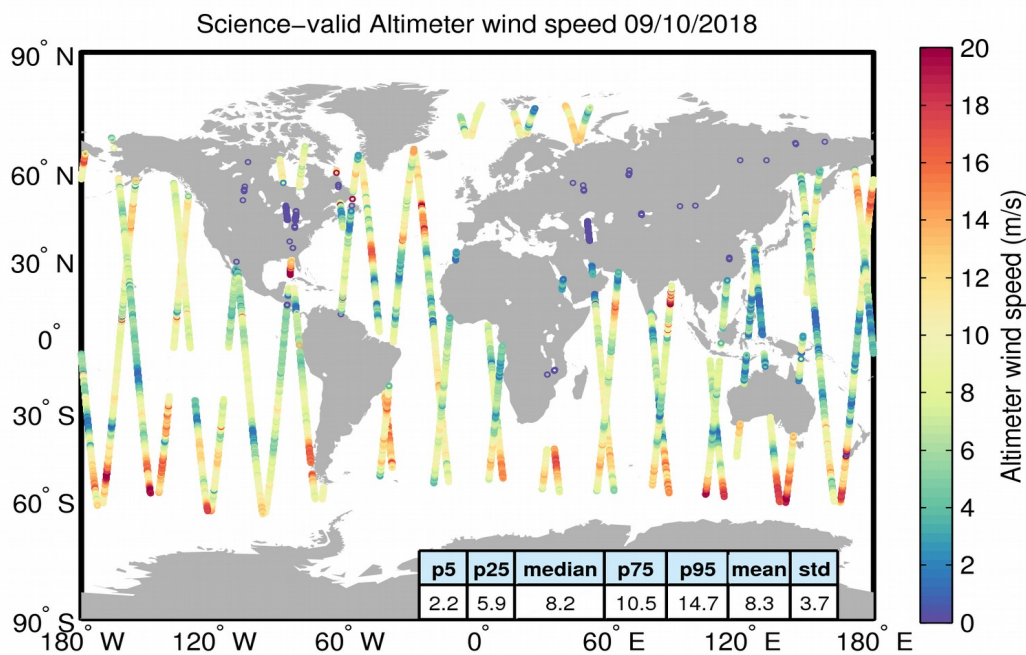 Science-valid Altimeter wind speed 09/10/2018
90° N
60° N
30° N
0°
30° S
60° S
90° S
180° W
120° W
60° W
0°
60° E
120° E
180° E
p5 p25 median p75 p95 mean std
2.2 5.9 8.2 10.5 14.7 8.3 3.7
20
18
16
14
12
10
8
6
4
2
0
Altimeter wind speed (m/s)